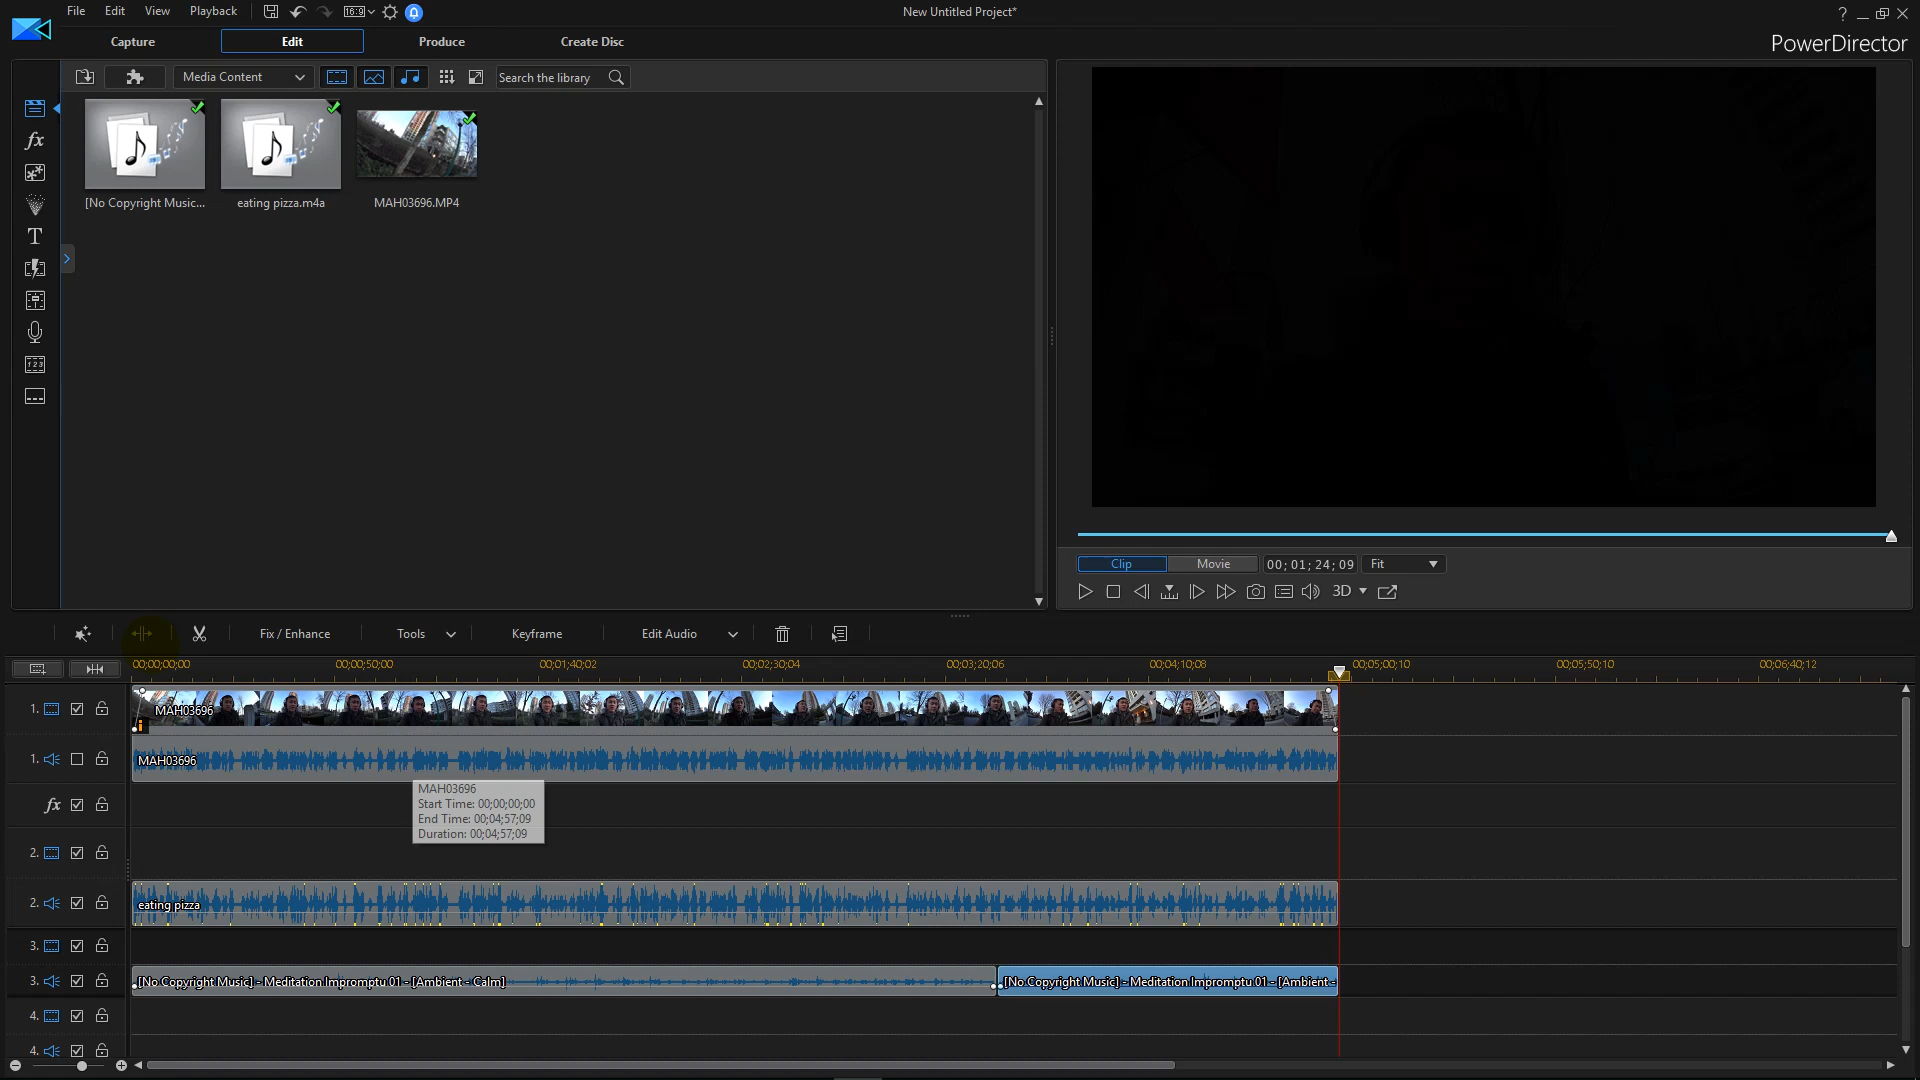 File Edit View Playback 16:9 New Untitled Project* ?
Capture Edit Produce Create Disc PowerDirector
Media Content Search the library
[No Copyright Music... eating pizza.m4a MAH03696.MP4
fx
T
Clip Movie 00; 01; 24; 09 Fit
3D
Fix / Enhance Tools Keyframe Edit Audio
00;00;00;00 00;00;50;00 00;01;40;02 00;02;30;04 00;03;20;06 00;04;10;08 00;05;00;10 00;05;50;10 00;06;40;12
1. MAH03696
1. MAH03696
MAH03696
Start Time: 00;00;00;00
End Time: 00;04;57;09
Duration: 00;04;57;09
fx
2.
2. eating pizza
3.
3. [No Copyright Music] - Meditation Impromptu 01 - [Ambient - Calm] [No Copyright Music] - Meditation Impromptu 01 - [Ambient -
4.
4.